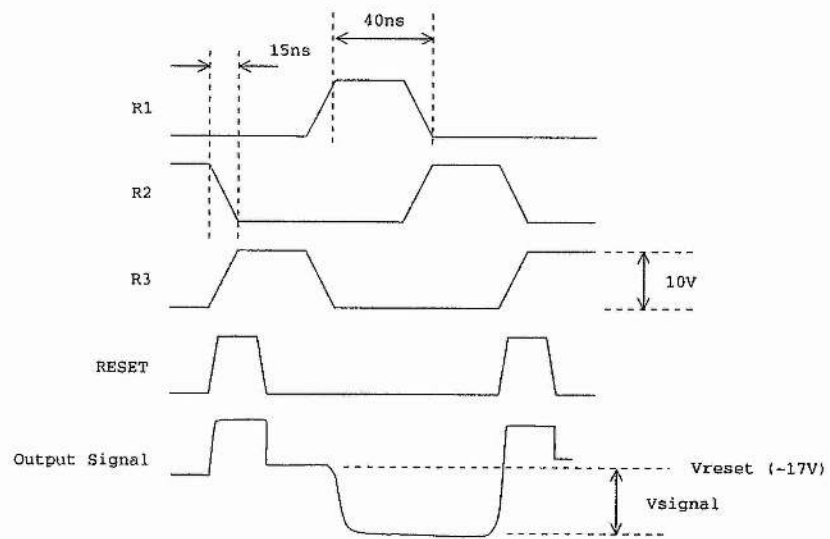 40ns
15ns
R1
R2
R3
10V
RESET
Output Signal
Vreset (~17V)
Vsignal